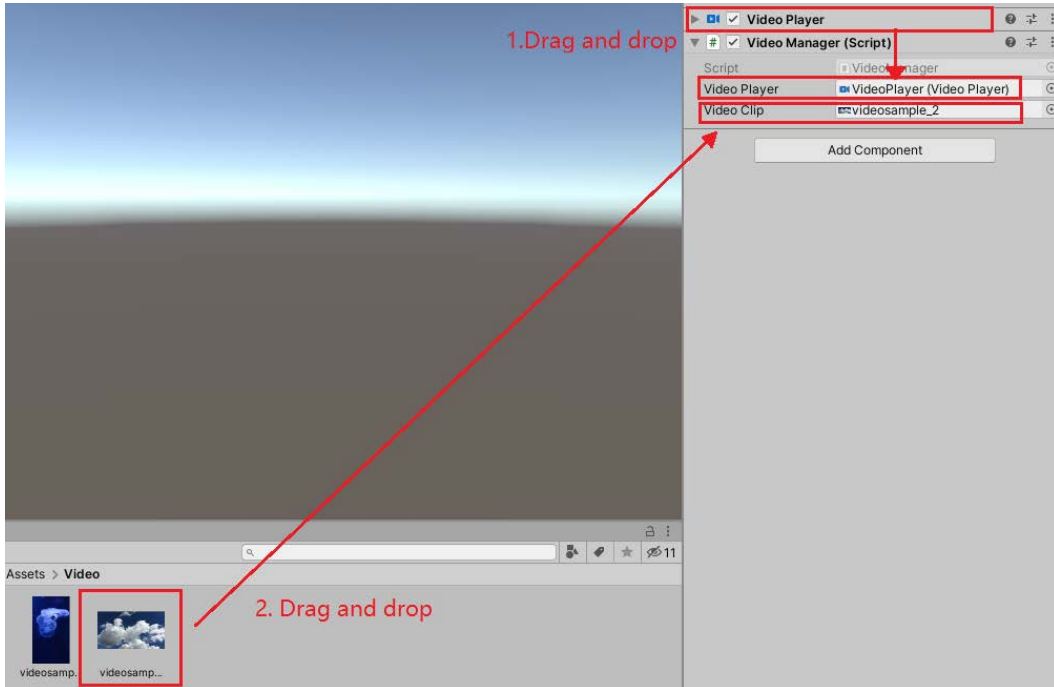 1.Drag and drop
Video Player
# Video Manager (Script)
Script # VideoManager
Video Player VideoPlayer (Video Player)
Video Clip videosample_2
Add Component
11
Assets > Video
2. Drag and drop
videosamp...
videosamp...